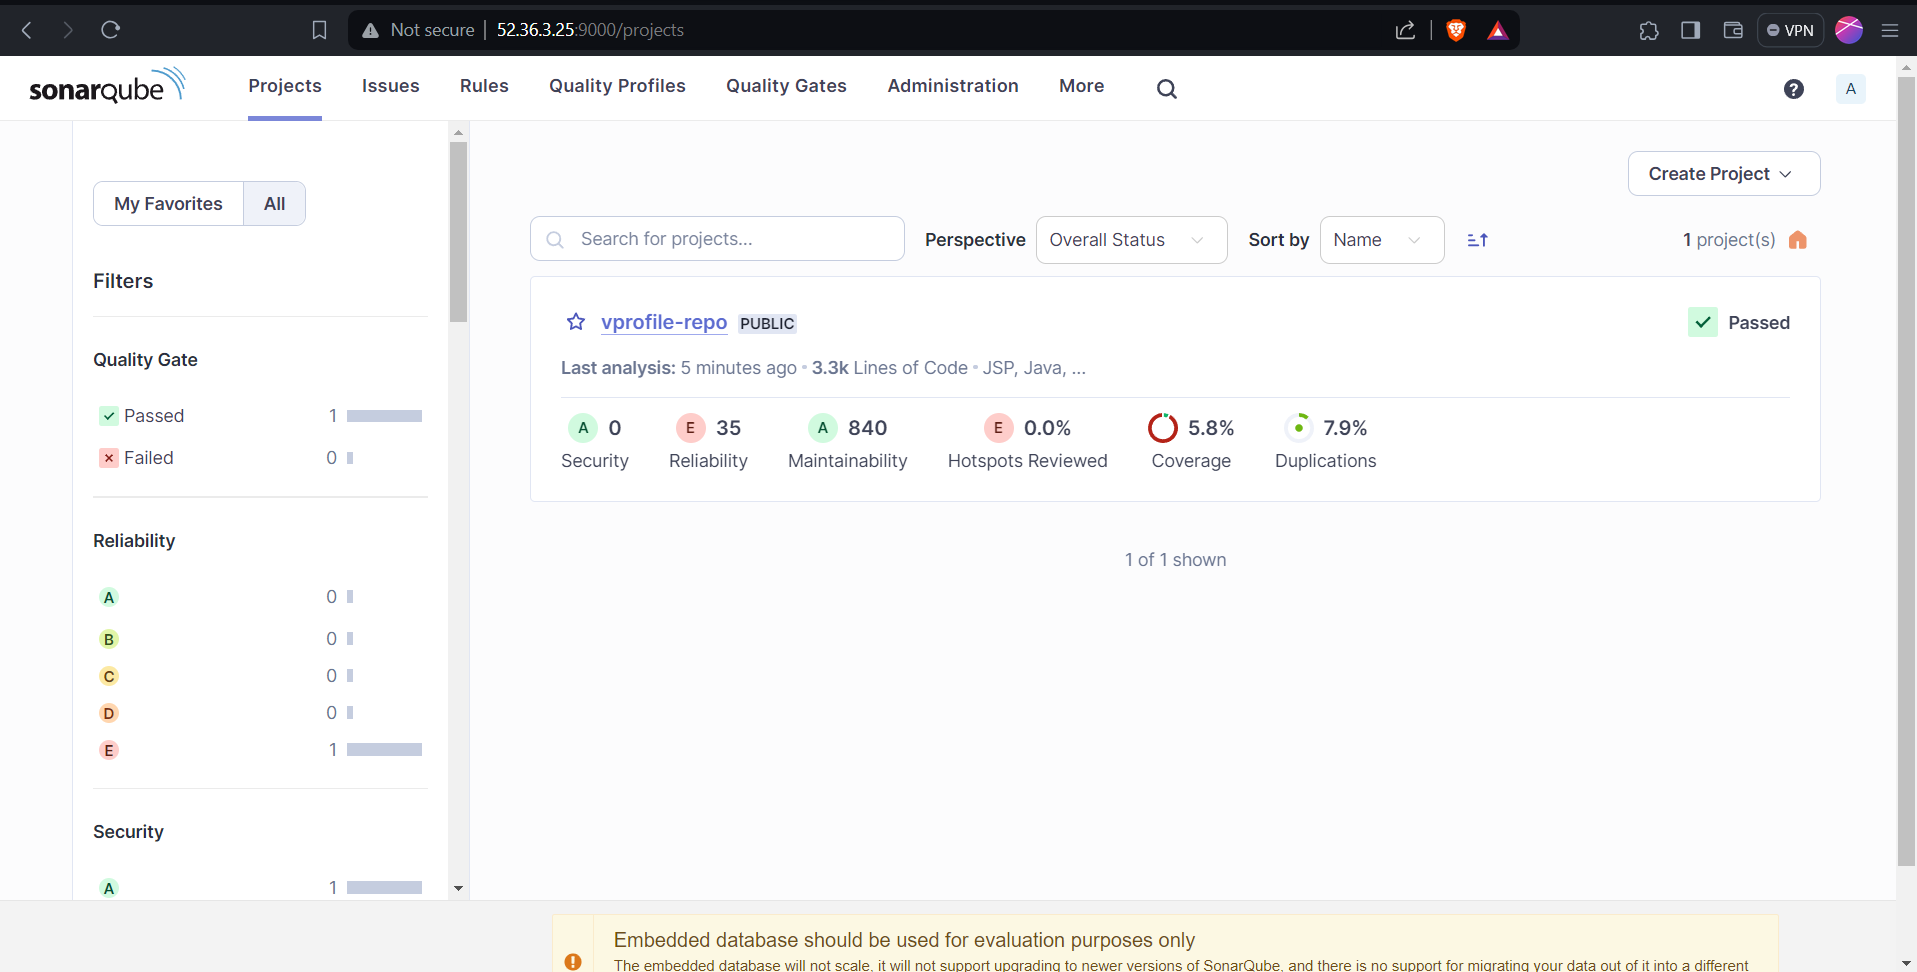 Not secure 52.36.3.25:9000/projects VPN
sonarqube Projects Issues Rules Quality Profiles Quality Gates Administration More ? A
My Favorites All
Create Project
Search for projects... Perspective Overall Status Sort by Name 1 project(s)
Filters
Quality Gate
Passed 1
Failed 0
Reliability
A 0
B 0
C 0
D 0
E 1
Security
A 1
vprofile-repo PUBLIC Passed
Last analysis: 5 minutes ago • 3.3k Lines of Code • JSP, Java, ...
A 0 E 35 A 840 E 0.0% 5.8% 7.9%
Security Reliability Maintainability Hotspots Reviewed Coverage Duplications
1 of 1 shown
Embedded database should be used for evaluation purposes only
The embedded database will not scale, it will not support upgrading to newer versions of SonarQube, and there is no support for migrating your data out of it into a different